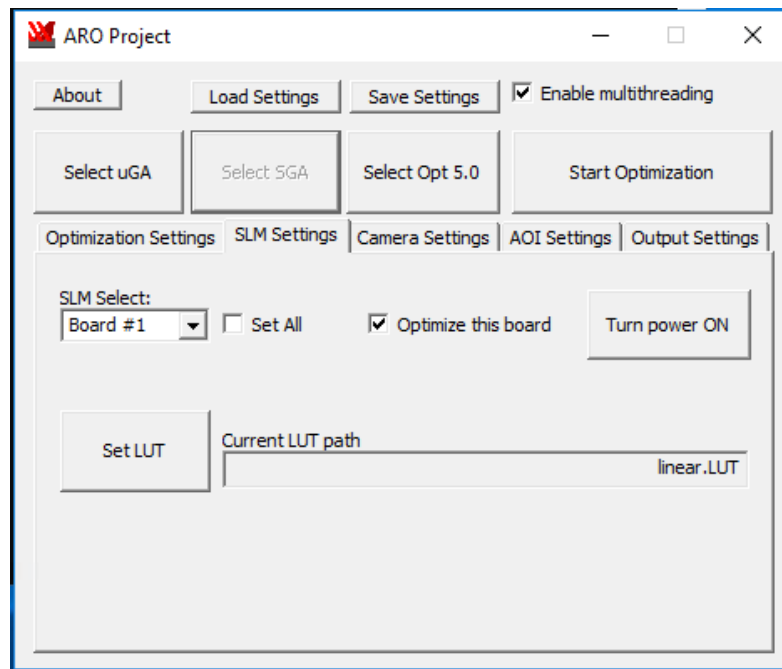 ARO Project
About
Load Settings
Save Settings
Enable multithreading
Select uGA
Select SGA
Select Opt 5.0
Start Optimization
Optimization Settings
SLM Settings
Camera Settings
AOI Settings
Output Settings
SLM Select:
Board #1
Set All
Optimize this board
Turn power ON
Set LUT
Current LUT path
linear.LUT